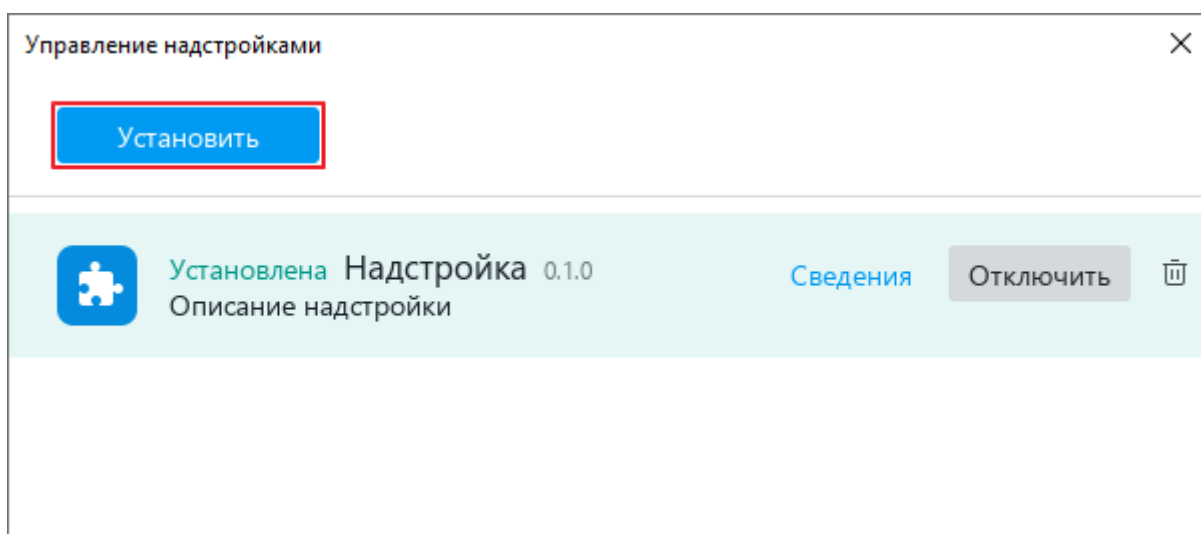 Управление надстройками
Установить
Установлена Надстройка 0.1.0 Сведения Отключить
Описание надстройки